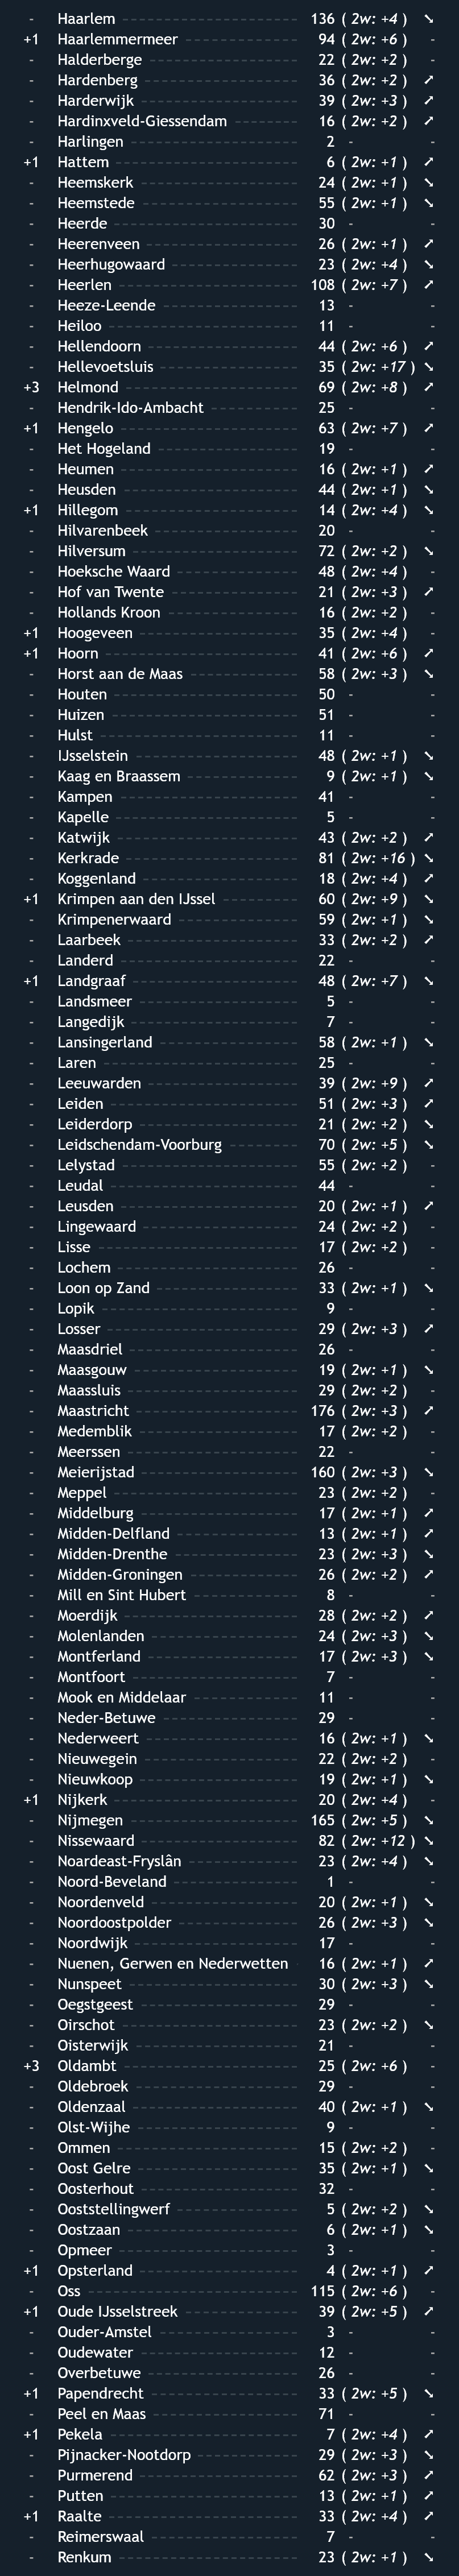 - Haarlem 136 ( 2w: +4 ) ➘
+1 Haarlemmermeer 94 ( 2w: +6 ) -
- Halderberge 22 ( 2w: +2 ) -
- Hardenberg 36 ( 2w: +2 ) ➚
- Harderwijk 39 ( 2w: +3 ) ➚
- Hardinxveld-Giessendam 16 ( 2w: +2 ) ➚
- Harlingen 2 - -
+1 Hattem 6 ( 2w: +1 ) ➚
- Heemskerk 24 ( 2w: +1 ) ➘
- Heemstede 55 ( 2w: +1 ) ➘
- Heerde 30 - -
- Heerenveen 26 ( 2w: +1 ) ➚
- Heerhugowaard 23 ( 2w: +4 ) ➘
- Heerlen 108 ( 2w: +7 ) ➚
- Heeze-Leende 13 - -
- Heiloo 11 - -
- Hellendoorn 44 ( 2w: +6 ) ➚
- Hellevoetsluis 35 ( 2w: +17 ) ➘
+3 Helmond 69 ( 2w: +8 ) ➚
- Hendrik-Ido-Ambacht 25 - -
+1 Hengelo 63 ( 2w: +7 ) ➚
- Het Hogeland 19 - -
- Heumen 16 ( 2w: +1 ) ➚
- Heusden 44 ( 2w: +1 ) ➘
+1 Hillegom 14 ( 2w: +4 ) ➘
- Hilvarenbeek 20 - -
- Hilversum 72 ( 2w: +2 ) ➘
- Hoeksche Waard 48 ( 2w: +4 ) -
- Hof van Twente 21 ( 2w: +3 ) ➚
- Hollands Kroon 16 ( 2w: +2 ) -
+1 Hoogeveen 35 ( 2w: +4 ) -
+1 Hoorn 41 ( 2w: +6 ) ➚
- Horst aan de Maas 58 ( 2w: +3 ) ➘
- Houten 50 - -
- Huizen 51 - -
- Hulst 11 - -
- IJsselstein 48 ( 2w: +1 ) ➘
- Kaag en Braassem 9 ( 2w: +1 ) ➘
- Kampen 41 - -
- Kapelle 5 - -
- Katwijk 43 ( 2w: +2 ) ➚
- Kerkrade 81 ( 2w: +16 ) ➘
- Koggenland 18 ( 2w: +4 ) ➚
+1 Krimpen aan den IJssel 60 ( 2w: +9 ) ➘
- Krimpenerwaard 59 ( 2w: +1 ) ➘
- Laarbeek 33 ( 2w: +2 ) ➚
- Landerd 22 - -
+1 Landgraaf 48 ( 2w: +7 ) ➘
- Landsmeer 5 - -
- Langedijk 7 - -
- Lansingerland 58 ( 2w: +1 ) ➘
- Laren 25 - -
- Leeuwarden 39 ( 2w: +9 ) ➚
- Leiden 51 ( 2w: +3 ) ➚
- Leiderdorp 21 ( 2w: +2 ) ➘
- Leidschendam-Voorburg 70 ( 2w: +5 ) ➘
- Lelystad 55 ( 2w: +2 ) -
- Leudal 44 - -
- Leusden 20 ( 2w: +1 ) ➚
- Lingewaard 24 ( 2w: +2 ) -
- Lisse 17 ( 2w: +2 ) -
- Lochem 26 - -
- Loon op Zand 33 ( 2w: +1 ) ➘
- Lopik 9 - -
- Losser 29 ( 2w: +3 ) ➚
- Maasdriel 26 - -
- Maasgouw 19 ( 2w: +1 ) ➘
- Maassluis 29 ( 2w: +2 ) -
- Maastricht 176 ( 2w: +3 ) ➚
- Medemblik 17 ( 2w: +2 ) -
- Meerssen 22 - -
- Meierijstad 160 ( 2w: +3 ) ➘
- Meppel 23 ( 2w: +2 ) -
- Middelburg 17 ( 2w: +1 ) ➚
- Midden-Delfland 13 ( 2w: +1 ) ➚
- Midden-Drenthe 23 ( 2w: +3 ) ➘
- Midden-Groningen 26 ( 2w: +2 ) ➚
- Mill en Sint Hubert 8 - -
- Moerdijk 28 ( 2w: +2 ) ➚
- Molenlanden 24 ( 2w: +3 ) ➘
- Montferland 17 ( 2w: +3 ) ➘
- Montfoort 7 - -
- Mook en Middelaar 11 - -
- Neder-Betuwe 29 - -
- Nederweert 16 ( 2w: +1 ) ➘
- Nieuwegein 22 ( 2w: +2 ) -
- Nieuwkoop 19 ( 2w: +1 ) ➘
+1 Nijkerk 20 ( 2w: +4 ) -
- Nijmegen 165 ( 2w: +5 ) ➘
- Nissewaard 82 ( 2w: +12 ) ➘
- Noardeast-Fryslân 23 ( 2w: +4 ) ➘
- Noord-Beveland 1 - -
- Noordenveld 20 ( 2w: +1 ) ➘
- Noordoostpolder 26 ( 2w: +3 ) ➘
- Noordwijk 17 - -
- Nuenen, Gerwen en Nederwetten 16 ( 2w: +1 ) ➚
- Nunspeet 30 ( 2w: +3 ) ➘
- Oegstgeest 29 - -
- Oirschot 23 ( 2w: +2 ) ➘
- Oisterwijk 21 - -
+3 Oldambt 25 ( 2w: +6 ) -
- Oldebroek 29 - -
- Oldenzaal 40 ( 2w: +1 ) ➘
- Olst-Wijhe 9 - -
- Ommen 15 ( 2w: +2 ) -
- Oost Gelre 35 ( 2w: +1 ) ➘
- Oosterhout 32 - -
- Ooststellingwerf 5 ( 2w: +2 ) ➘
- Oostzaan 6 ( 2w: +1 ) ➘
- Opmeer 3 - -
+1 Opsterland 4 ( 2w: +1 ) ➚
- Oss 115 ( 2w: +6 ) -
+1 Oude IJsselstreek 39 ( 2w: +5 ) ➚
- Ouder-Amstel 3 - -
- Oudewater 12 - -
- Overbetuwe 26 - -
+1 Papendrecht 33 ( 2w: +5 ) ➘
- Peel en Maas 71 - -
+1 Pekela 7 ( 2w: +4 ) ➚
- Pijnacker-Nootdorp 29 ( 2w: +3 ) ➘
- Purmerend 62 ( 2w: +3 ) ➚
- Putten 13 ( 2w: +1 ) ➚
+1 Raalte 33 ( 2w: +4 ) ➚
- Reimerswaal 7 - -
- Renkum 23 ( 2w: +1 ) ➘